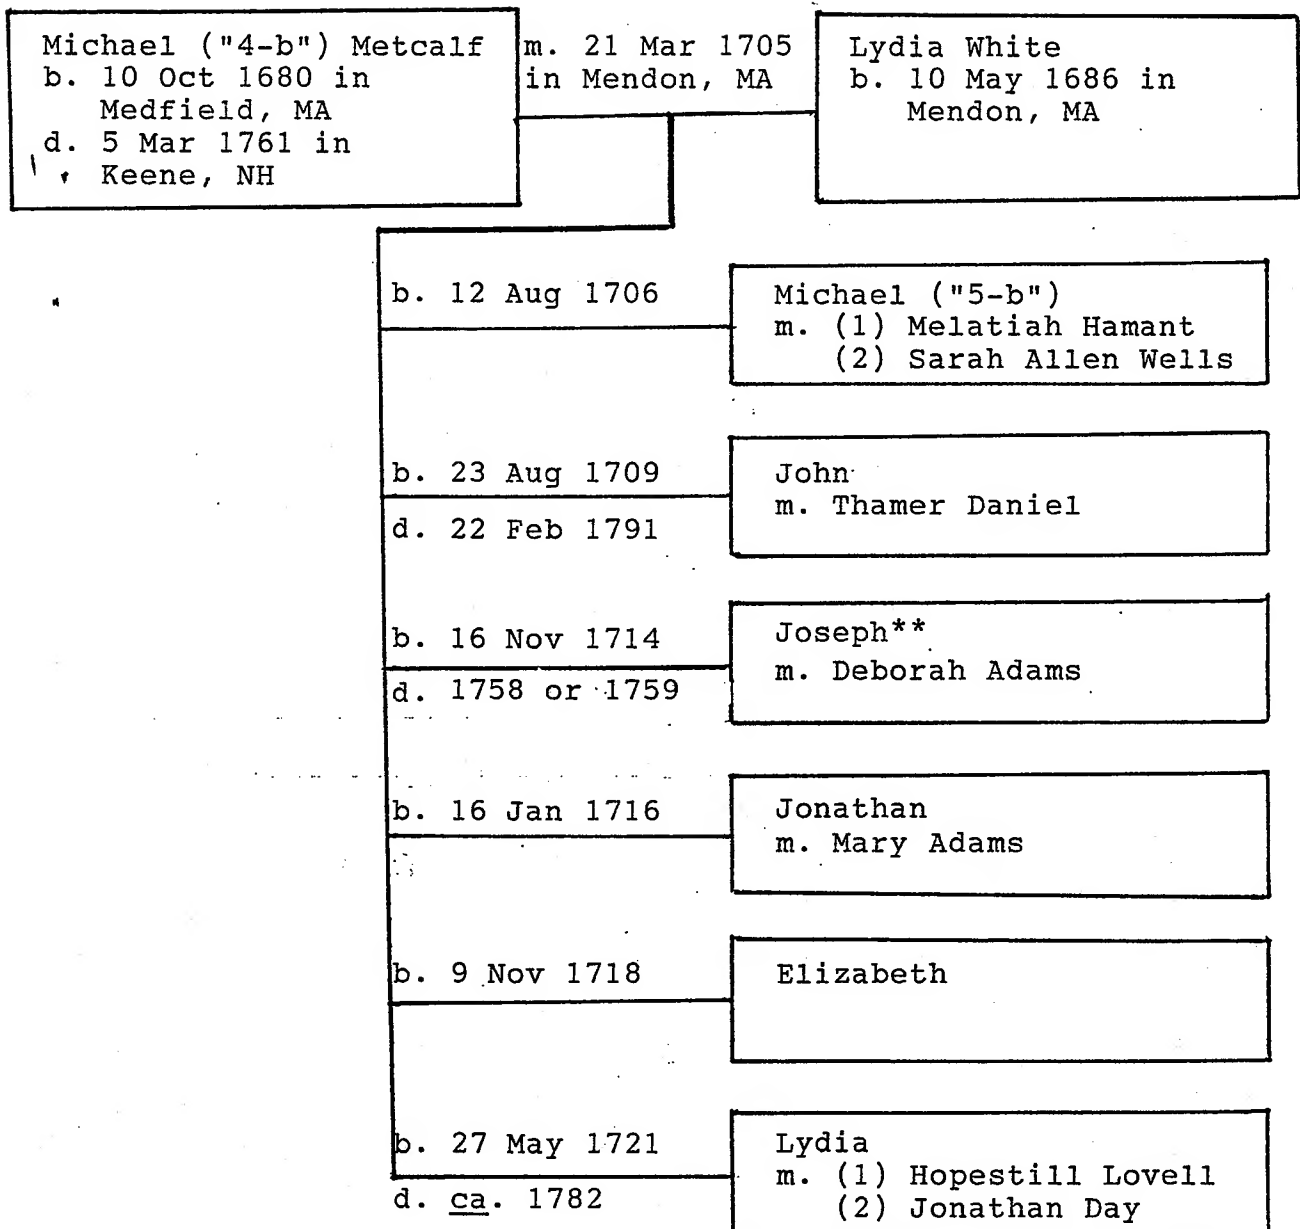 Michael ("4-b") Metcalf
b. 10 Oct 1680 in
Medfield, MA
d. 5 Mar 1761 in
Keene, NH
m. 21 Mar 1705
in Mendon, MA
Lydia White
b. 10 May 1686 in
Mendon, MA
b. 12 Aug 1706
Michael ("5-b")
m. (1) Melatiah Hamant
(2) Sarah Allen Wells
b. 23 Aug 1709
d. 22 Feb 1791
John
m. Thamer Daniel
b. 16 Nov 1714
d. 1758 or 1759
Joseph**
m. Deborah Adams
b. 16 Jan 1716
Jonathan
m. Mary Adams
b. 9 Nov 1718
Elizabeth
b. 27 May 1721
d. ca. 1782
Lydia
m. (1) Hopestill Lovell
(2) Jonathan Day